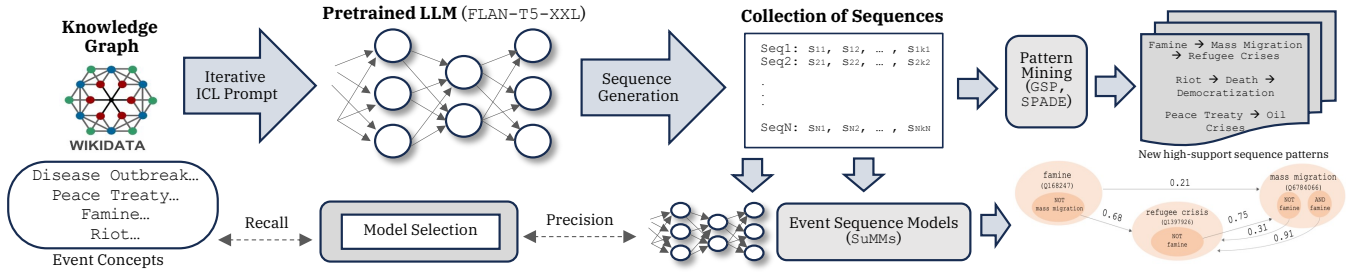 Knowledge
Graph
WIKIDATA
Disease Outbreak…
Peace Treaty…
Famine…
Riot…
Event Concepts
Iterative
ICL Prompt
Pretrained LLM (FLAN-T5-XXL)
Sequence
Generation
Collection of Sequences
Seq1: s11, s12, … , s1k1
Seq2: s21, s22, … , s2k2
.
.
.
SeqN: sN1, sN2, … , sNkN
Pattern
Mining
(GSP,
SPADE)
Famine → Mass Migration
→ Refugee Crises
Riot → Death →
Democratization
Peace Treaty → Oil
Crises
New high-support sequence patterns
Recall
Model Selection
Precision
Event Sequence Models
(SuMMs)
famine
(Q168247)
NOT
mass migration
0.21
mass migration
(Q6784066)
NOT
famine
AND
famine
0.68
refugee crisis
(Q1397926)
NOT
famine
0.75
0.31
0.91